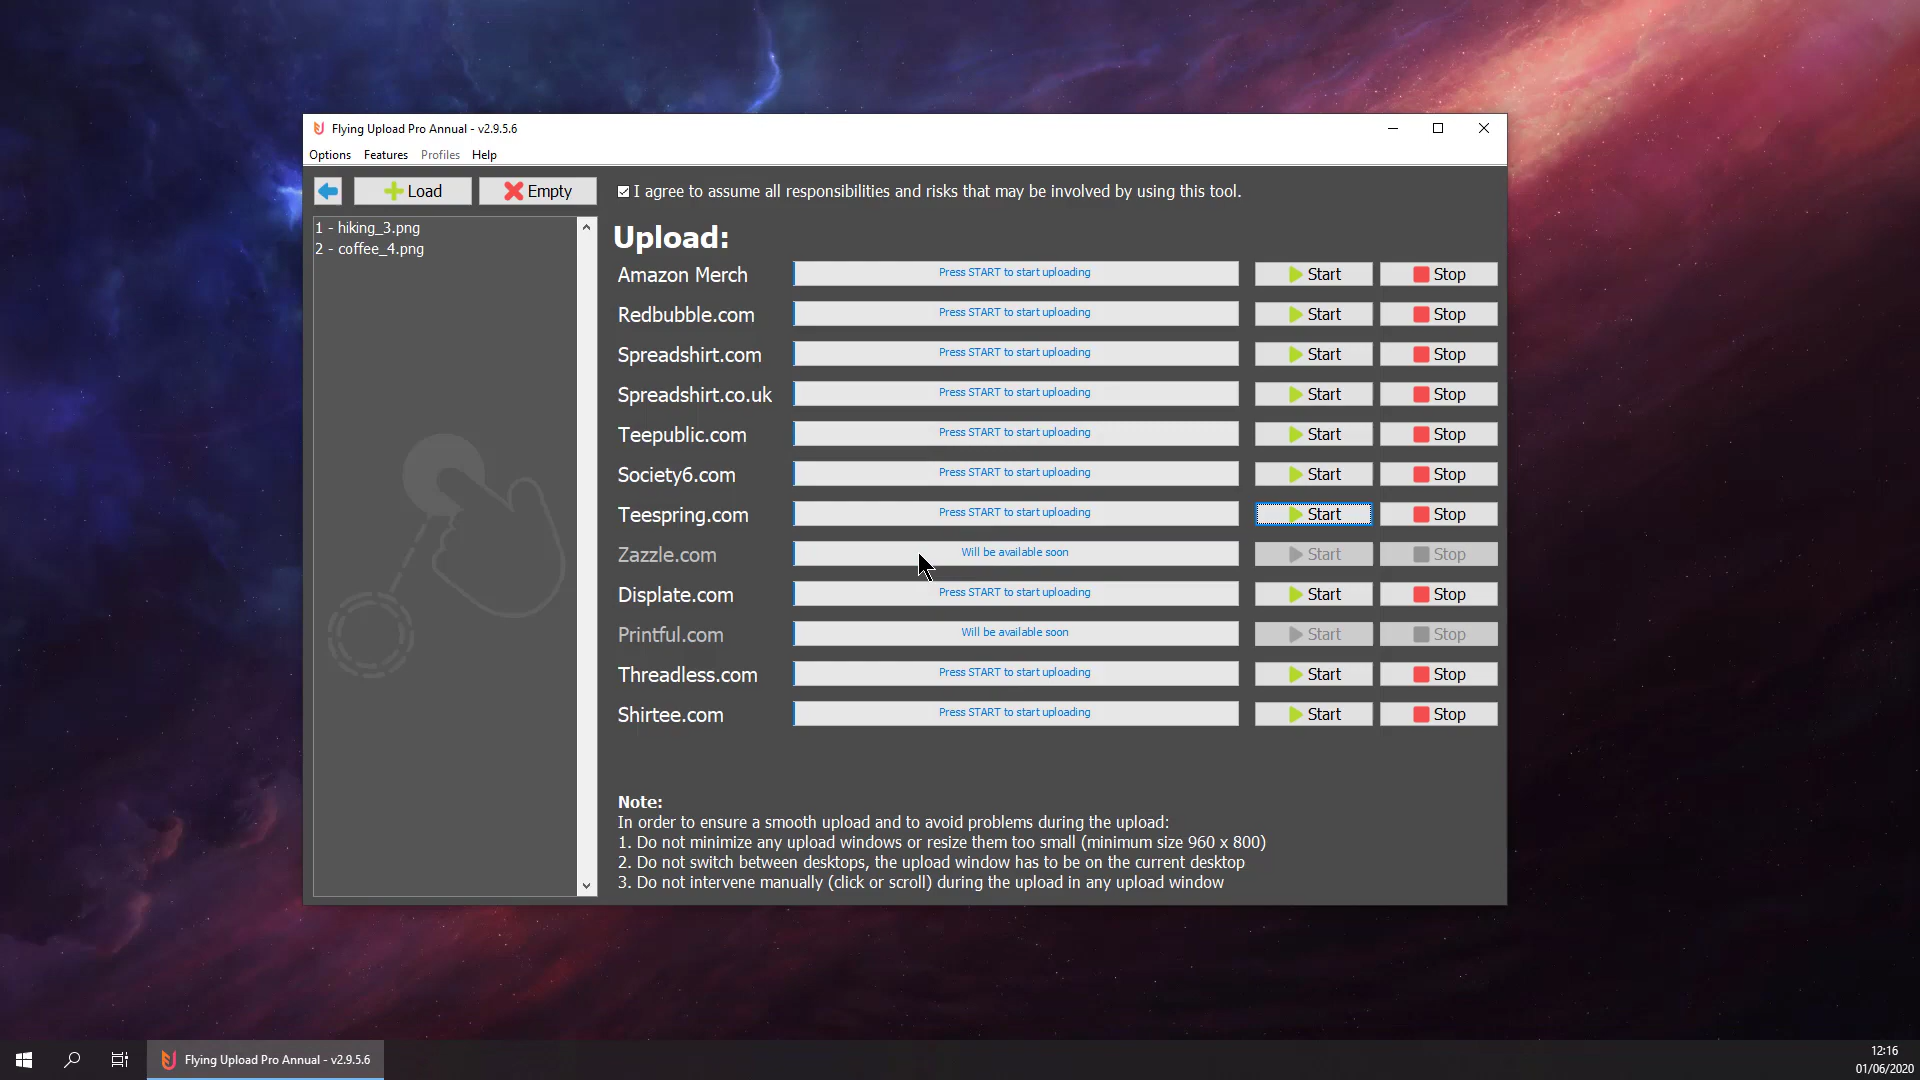 Flying Upload Pro Annual - v2.9.5.6
Options Features Profiles Help
Load Empty
I agree to assume all responsibilities and risks that may be involved by using this tool.
1 - hiking_3.png
2 - coffee_4.png
Upload:
Amazon Merch Press START to start uploading Start Stop
Redbubble.com Press START to start uploading Start Stop
Spreadshirt.com Press START to start uploading Start Stop
Spreadshirt.co.uk Press START to start uploading Start Stop
Teepublic.com Press START to start uploading Start Stop
Society6.com Press START to start uploading Start Stop
Teespring.com Press START to start uploading Start Stop
Zazzle.com Will be available soon Start Stop
Displate.com Press START to start uploading Start Stop
Printful.com Will be available soon Start Stop
Threadless.com Press START to start uploading Start Stop
Shirtee.com Press START to start uploading Start Stop
Note:
In order to ensure a smooth upload and to avoid problems during the upload:
1. Do not minimize any upload windows or resize them too small (minimum size 960 x 800)
2. Do not switch between desktops, the upload window has to be on the current desktop
3. Do not intervene manually (click or scroll) during the upload in any upload window
Flying Upload Pro Annual - v2.9.5.6
12:16
01/06/2020